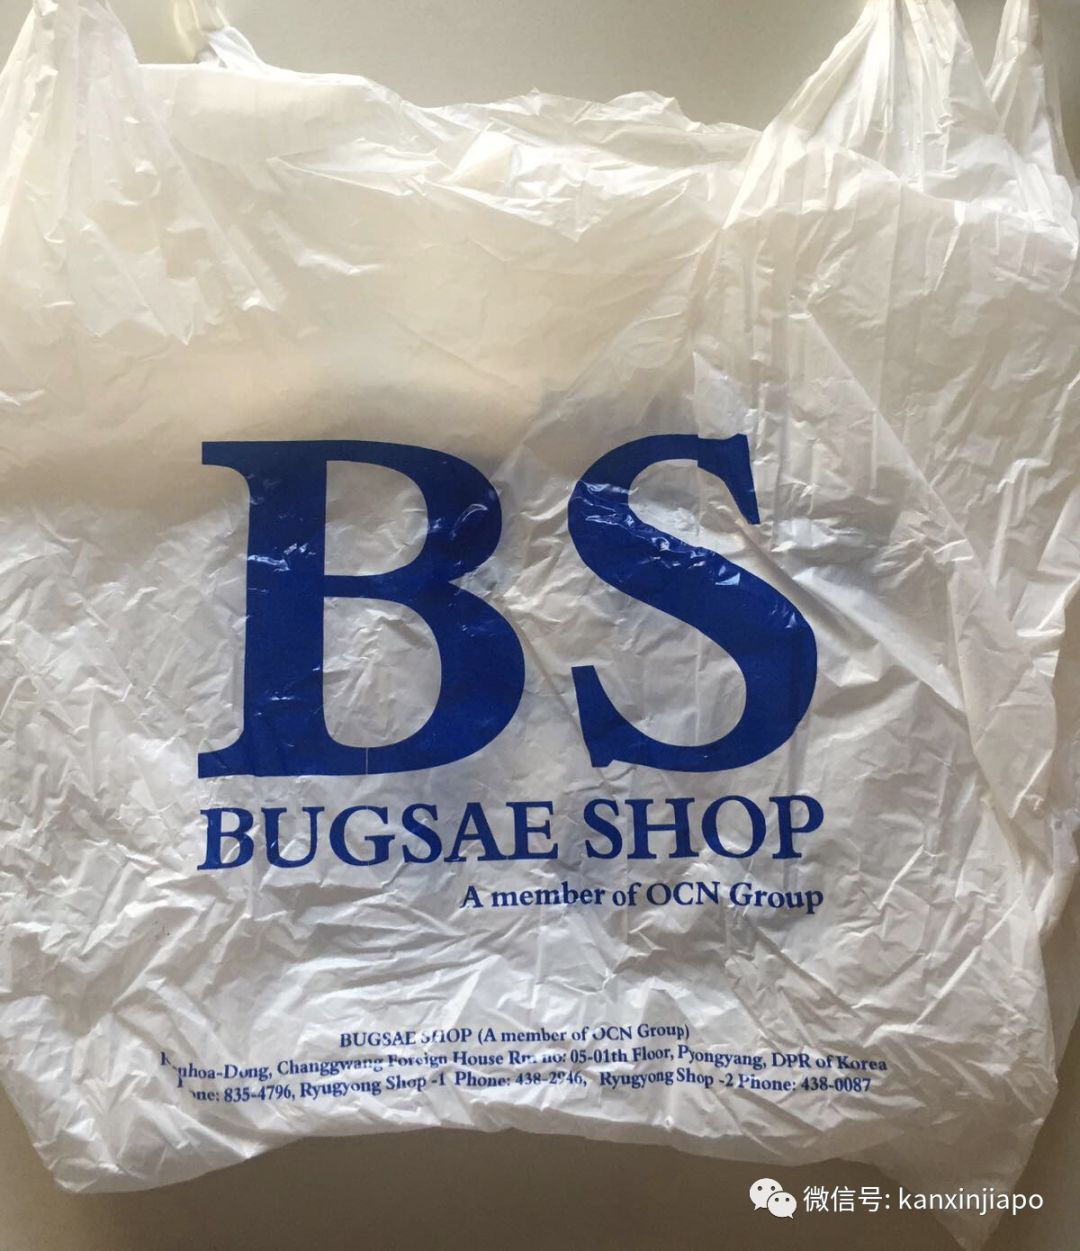 BS
BUGSAE SHOP
A member of OCN Group
BUGSAE SHOP (A member of OCN Group)
Changgwang Foreign House Rm no: 05-01th Floor, Pyongyang, DPR of Korea
835-4796, Ryugyong Shop -1 Phone: 438-2946, Ryugyong Shop -2 Phone: 438-0087
微信号: kanxinjiapo